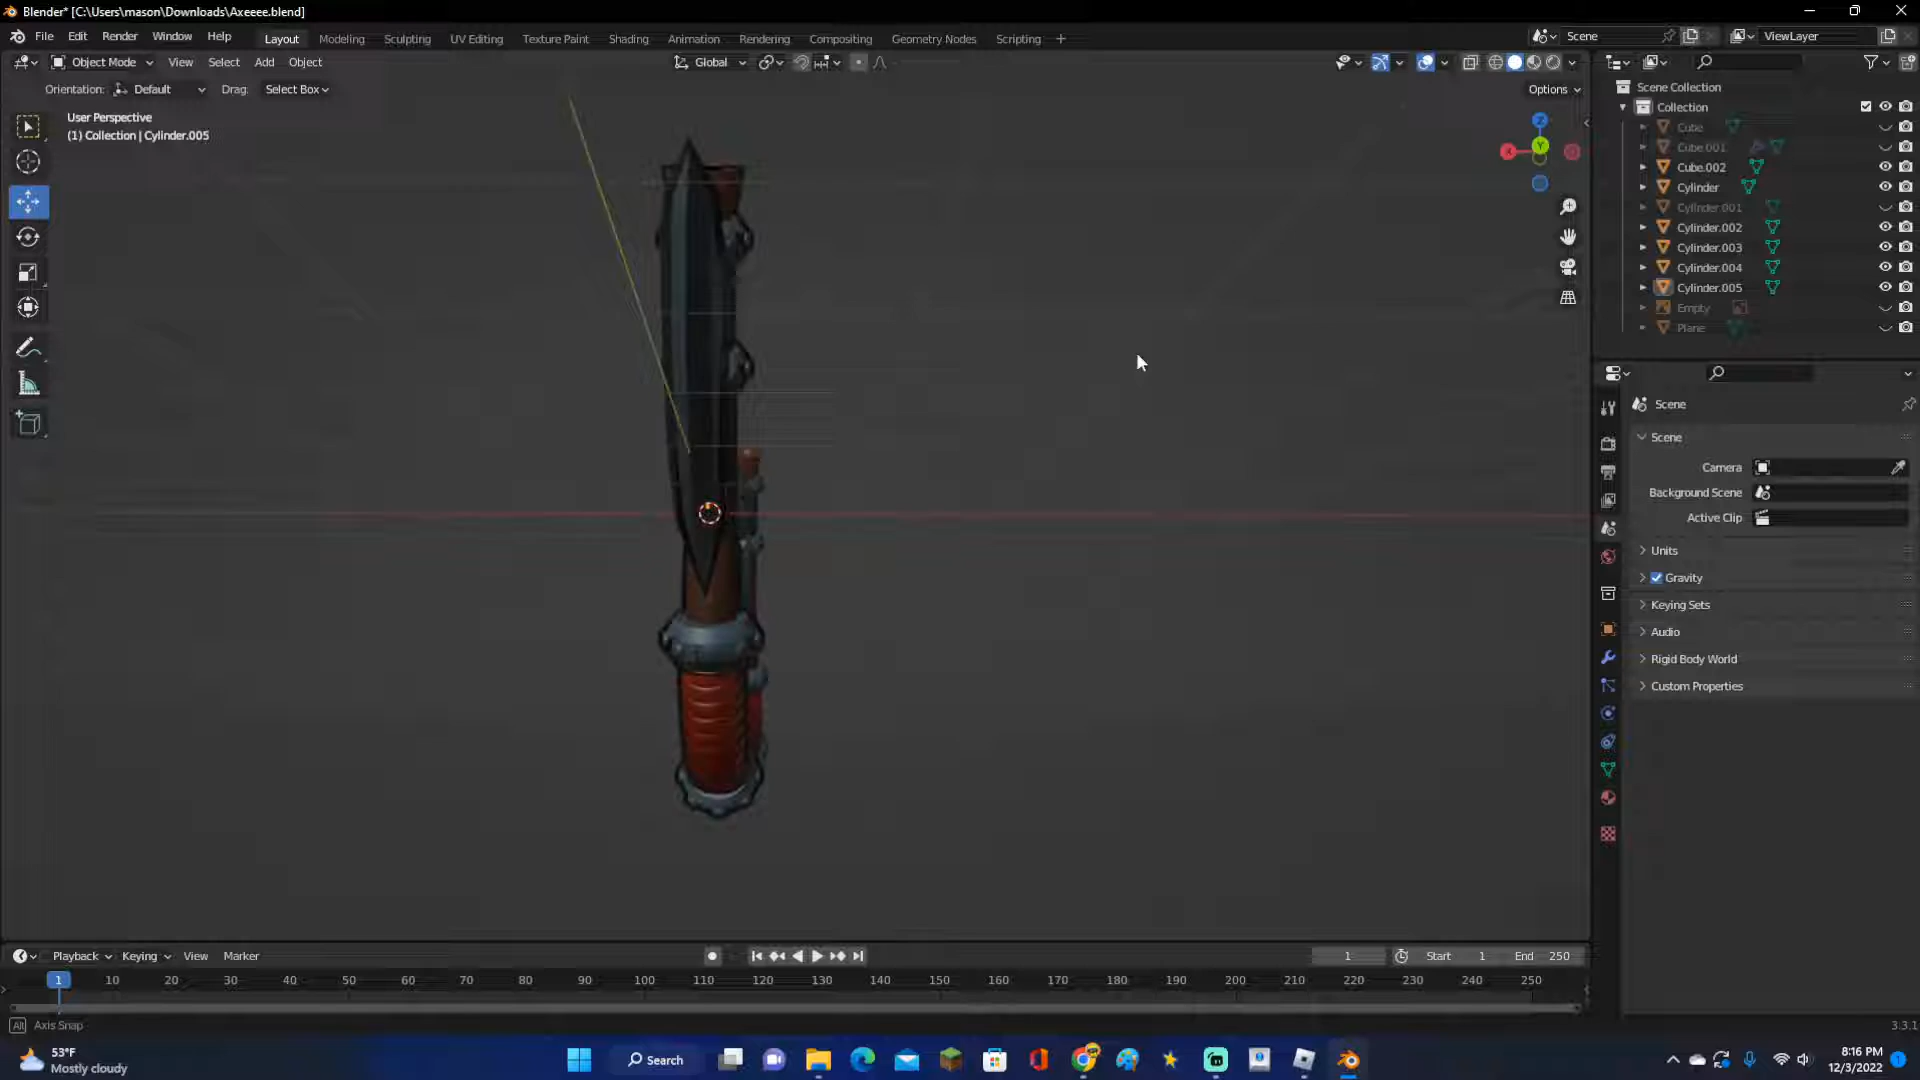 Blender* [C:\Users\mason\Downloads\Axeeee.blend]
File Edit Render Window Help
Layout Modeling Sculpting UV Editing Texture Paint Shading Animation Rendering Compositing Geometry Nodes Scripting +
Scene
ViewLayer
Object Mode View Select Add Object
Global
Orientation: Default Drag: Select Box
Options
User Perspective
(1) Collection | Cylinder.005
Z
Y
X
Scene Collection
Collection
Cube
Cube.001
Cube.002
Cylinder
Cylinder.001
Cylinder.002
Cylinder.003
Cylinder.004
Cylinder.005
Empty
Plane
Scene
Scene
Camera
Background Scene
Active Clip
Units
Gravity
Keying Sets
Audio
Rigid Body World
Custom Properties
Playback Keying View Marker
1 Start 1 End 250
1 10 20 30 40 50 60 70 80 90 100 110 120 130 140 150 160 170 180 190 200 210 220 230 240 250
Alt Axis Snap
3.3.1
53°F
Mostly cloudy
Search
8:16 PM
12/3/2022
1